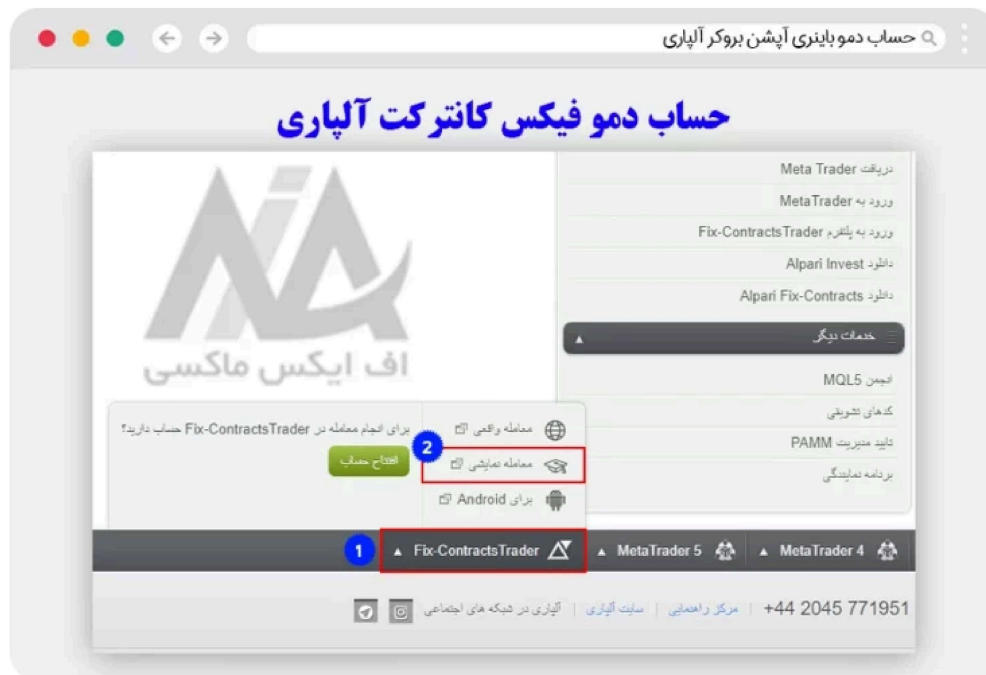 حساب دمو باینری آپشن بروکر آلپاری
حساب دمو فیکس کانترکت آلپاری
دریافت Meta Trader
ورود به MetaTrader
ورود به پلتفرم Fix-ContractsTrader
دانلود Alpari Invest
دانلود Alpari Fix-Contracts
خدمات دیگر
انجمن MQL5
کدهای تشویقی
تایید مدیریت PAMM
برنامه نمایندگی
اف ایکس ماکسی
معامله واقعی
معامله نمایشی
برای Android
برای انجام معامله در Fix-ContractsTrader حساب دارید؟
افتتاح حساب
2
MetaTrader 4
MetaTrader 5
Fix-ContractsTrader
1
+44 2045 771951 | مرکز راهنمایی | سایت آلپاری | آلپاری در شبکه های اجتماعی